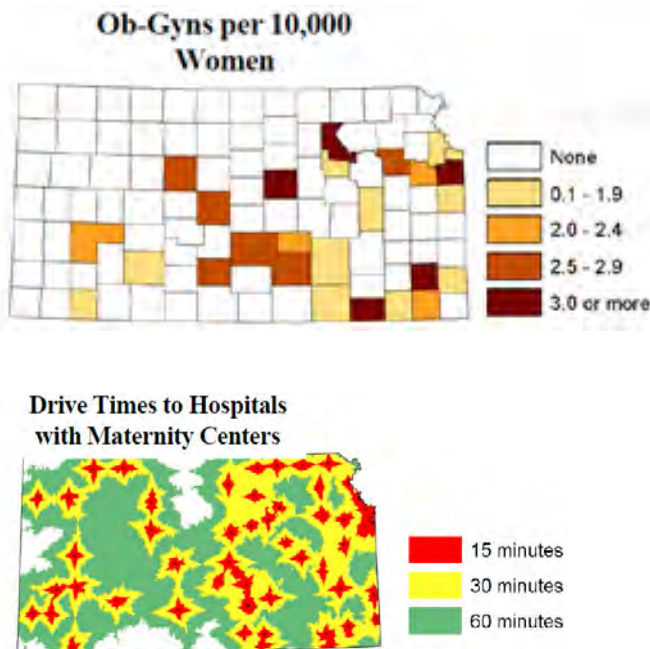 Ob-Gyns per 10,000
Women
None
0.1 - 1.9
2.0 - 2.4
2.5 - 2.9
3.0 or more
Drive Times to Hospitals
with Maternity Centers
15 minutes
30 minutes
60 minutes